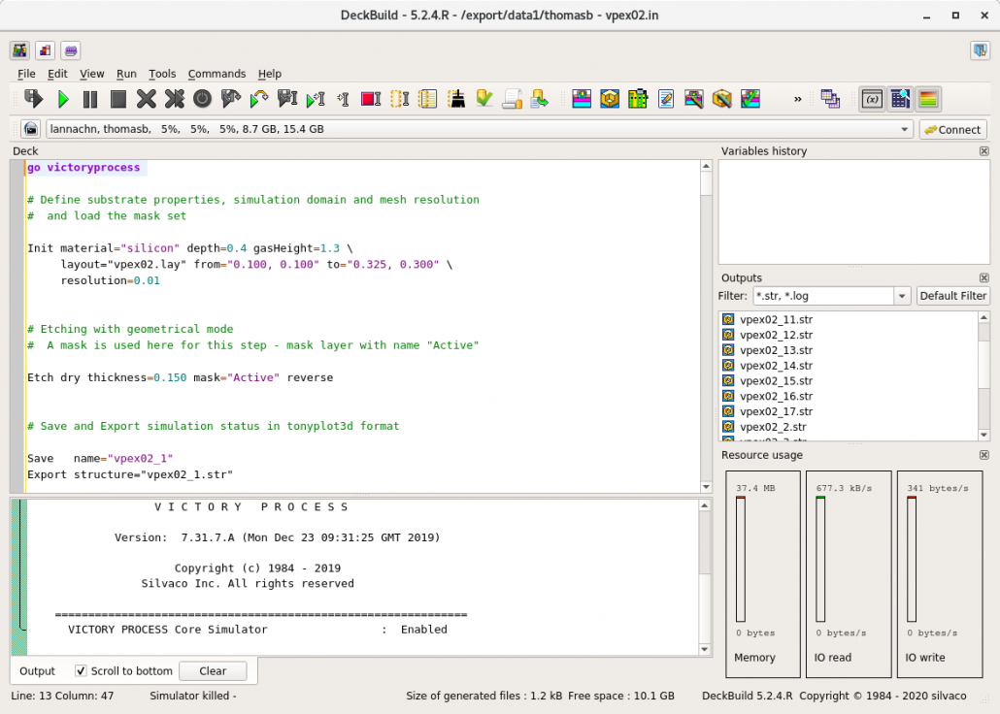 DeckBuild - 5.2.4.R - /export/data1/thomasb - vpex02.in
File Edit View Run Tools Commands Help
»
(x)
lannachn, thomasb, 5%, 5%, 5%, 8.7 GB, 15.4 GB
Connect
Deck
go victoryprocess
# Define substrate properties, simulation domain and mesh resolution
# and load the mask set
Init material="silicon" depth=0.4 gasHeight=1.3 \
layout="vpex02.lay" from="0.100, 0.100" to="0.325, 0.300" \
resolution=0.01
# Etching with geometrical mode
# A mask is used here for this step - mask layer with name "Active"
Etch dry thickness=0.150 mask="Active" reverse
# Save and Export simulation status in tonyplot3d format
Save name="vpex02_1"
Export structure="vpex02_1.str"
V I C T O R Y P R O C E S S
Version: 7.31.7.A (Mon Dec 23 09:31:25 GMT 2019)
Copyright (c) 1984 - 2019
Silvaco Inc. All rights reserved
==============================================================
VICTORY PROCESS Core Simulator : Enabled
Output Scroll to bottom Clear
Variables history
Outputs
Filter: *.str, *.log Default Filter
vpex02_11.str
vpex02_12.str
vpex02_13.str
vpex02_14.str
vpex02_15.str
vpex02_16.str
vpex02_17.str
vpex02_2.str
Resource usage
37.4 MB 677.3 kB/s 341 bytes/s
0 bytes 0 bytes/s 0 bytes/s
Memory IO read IO write
Line: 13 Column: 47 Simulator killed - Size of generated files : 1.2 kB Free space : 10.1 GB DeckBuild 5.2.4.R Copyright © 1984 - 2020 silvaco